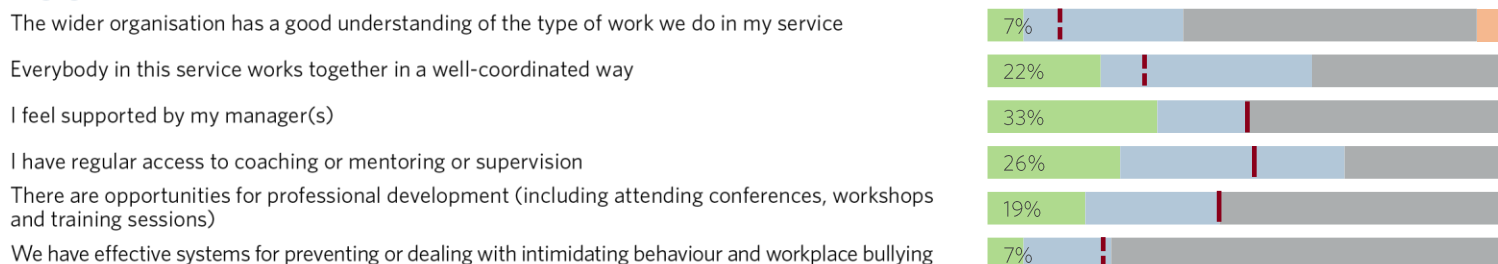 The wider organisation has a good understanding of the type of work we do in my service
7%
Everybody in this service works together in a well-coordinated way
22%
I feel supported by my manager(s)
33%
I have regular access to coaching or mentoring or supervision
26%
There are opportunities for professional development (including attending conferences, workshops
and training sessions)
19%
We have effective systems for preventing or dealing with intimidating behaviour and workplace bullying
7%